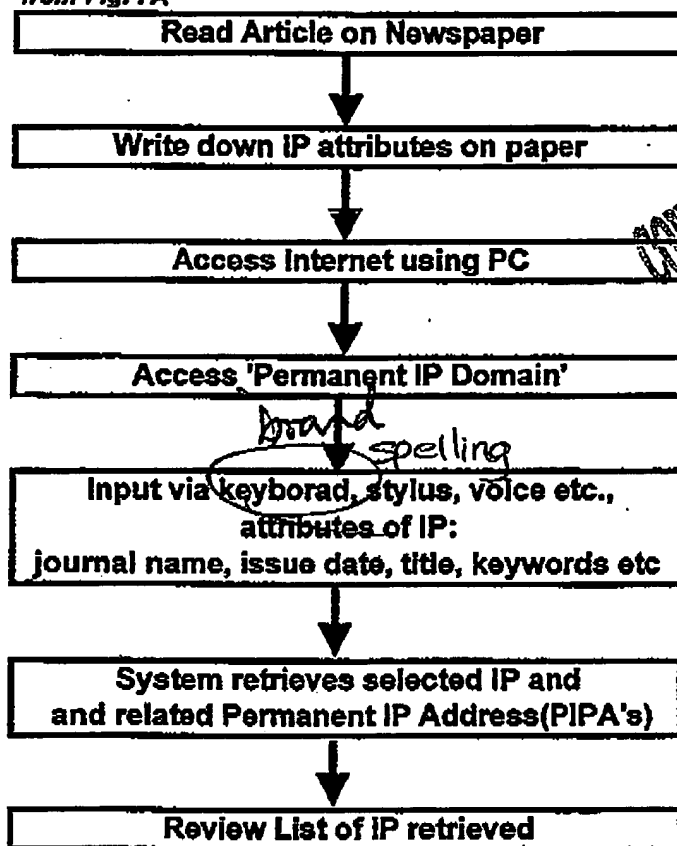 Read Article on Newspaper
Write down IP attributes on paper
Access Internet using PC
Access 'Permanent IP Domain'
spelling
Input via keyborad, stylus, voice etc.,
attributes of IP:
journal name, issue date, title, keywords etc
System retrieves selected IP and
and related Permanent IP Address(PIPA's)
Review List of IP retrieved